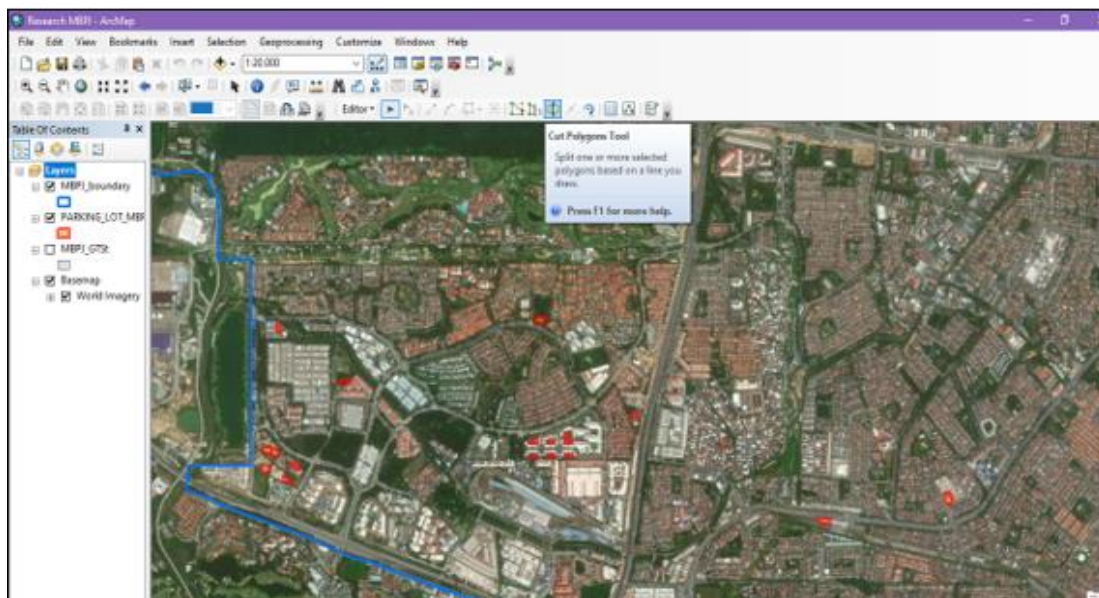 Research MBPJ - ArcMap
File Edit View Bookmarks Insert Selection Geoprocessing Customize Windows Help
1:20,000
Editor
Table Of Contents
Cut Polygons Tool
Split one or more selected
polygons based on a line you
draw.
Press F1 for more help.
Layers
MBPJ_boundary
PARKING_LOT_MBP
MBPJ_GTSt
Basemap
World Imagery